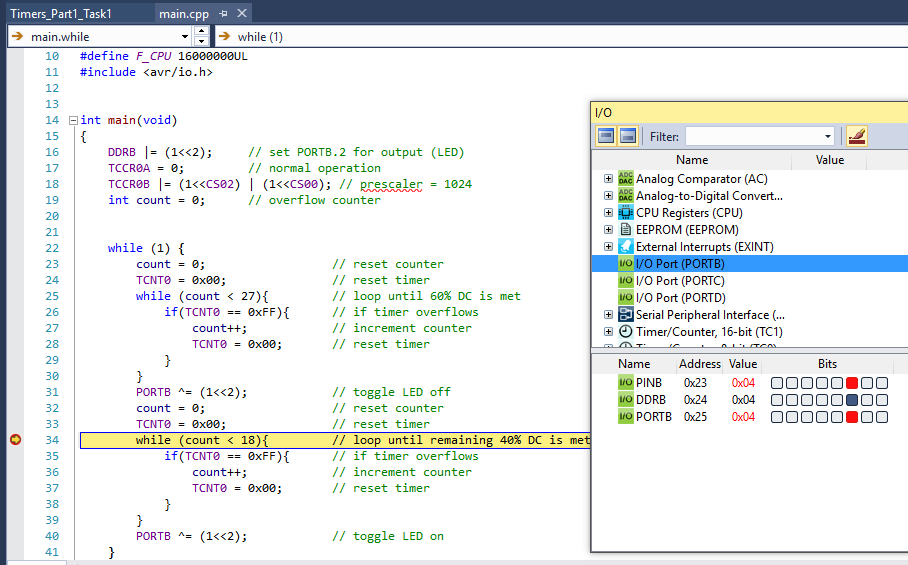 Timers_Part1_Task1 main.cpp
main.while while (1)
10 #define F_CPU 16000000UL
11 #include <avr/io.h>
12
13
14 int main(void)
15 {
16 DDRB |= (1<<2); // set PORTB.2 for output (LED)
17 TCCR0A = 0; // normal operation
18 TCCR0B |= (1<<CS02) | (1<<CS00); // prescaler = 1024
19 int count = 0; // overflow counter
20
21
22 while (1) {
23 count = 0; // reset counter
24 TCNT0 = 0x00; // reset timer
25 while (count < 27){ // loop until 60% DC is met
26 if(TCNT0 == 0xFF){ // if timer overflows
27 count++; // increment counter
28 TCNT0 = 0x00; // reset timer
29 }
30 }
31 PORTB ^= (1<<2); // toggle LED off
32 count = 0; // reset counter
33 TCNT0 = 0x00; // reset timer
34 while (count < 18){ // loop until remaining 40% DC is met
35 if(TCNT0 == 0xFF){ // if timer overflows
36 count++; // increment counter
37 TCNT0 = 0x00; // reset timer
38 }
39 }
40 PORTB ^= (1<<2); // toggle LED on
41 }
I/O
Filter:
Name Value
ADC DAC Analog Comparator (AC)
ADC DAC Analog-to-Digital Convert...
CPU Registers (CPU)
EEPROM (EEPROM)
External Interrupts (EXINT)
I/O I/O Port (PORTB)
I/O I/O Port (PORTC)
I/O I/O Port (PORTD)
Serial Peripheral Interface (...
Timer/Counter, 16-bit (TC1)
Name Address Value Bits
I/O PINB 0x23 0x04
I/O DDRB 0x24 0x04
I/O PORTB 0x25 0x04